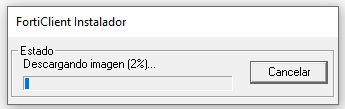 FortiClient Instalador
Estado
Descargando imagen (2%)...
Cancelar